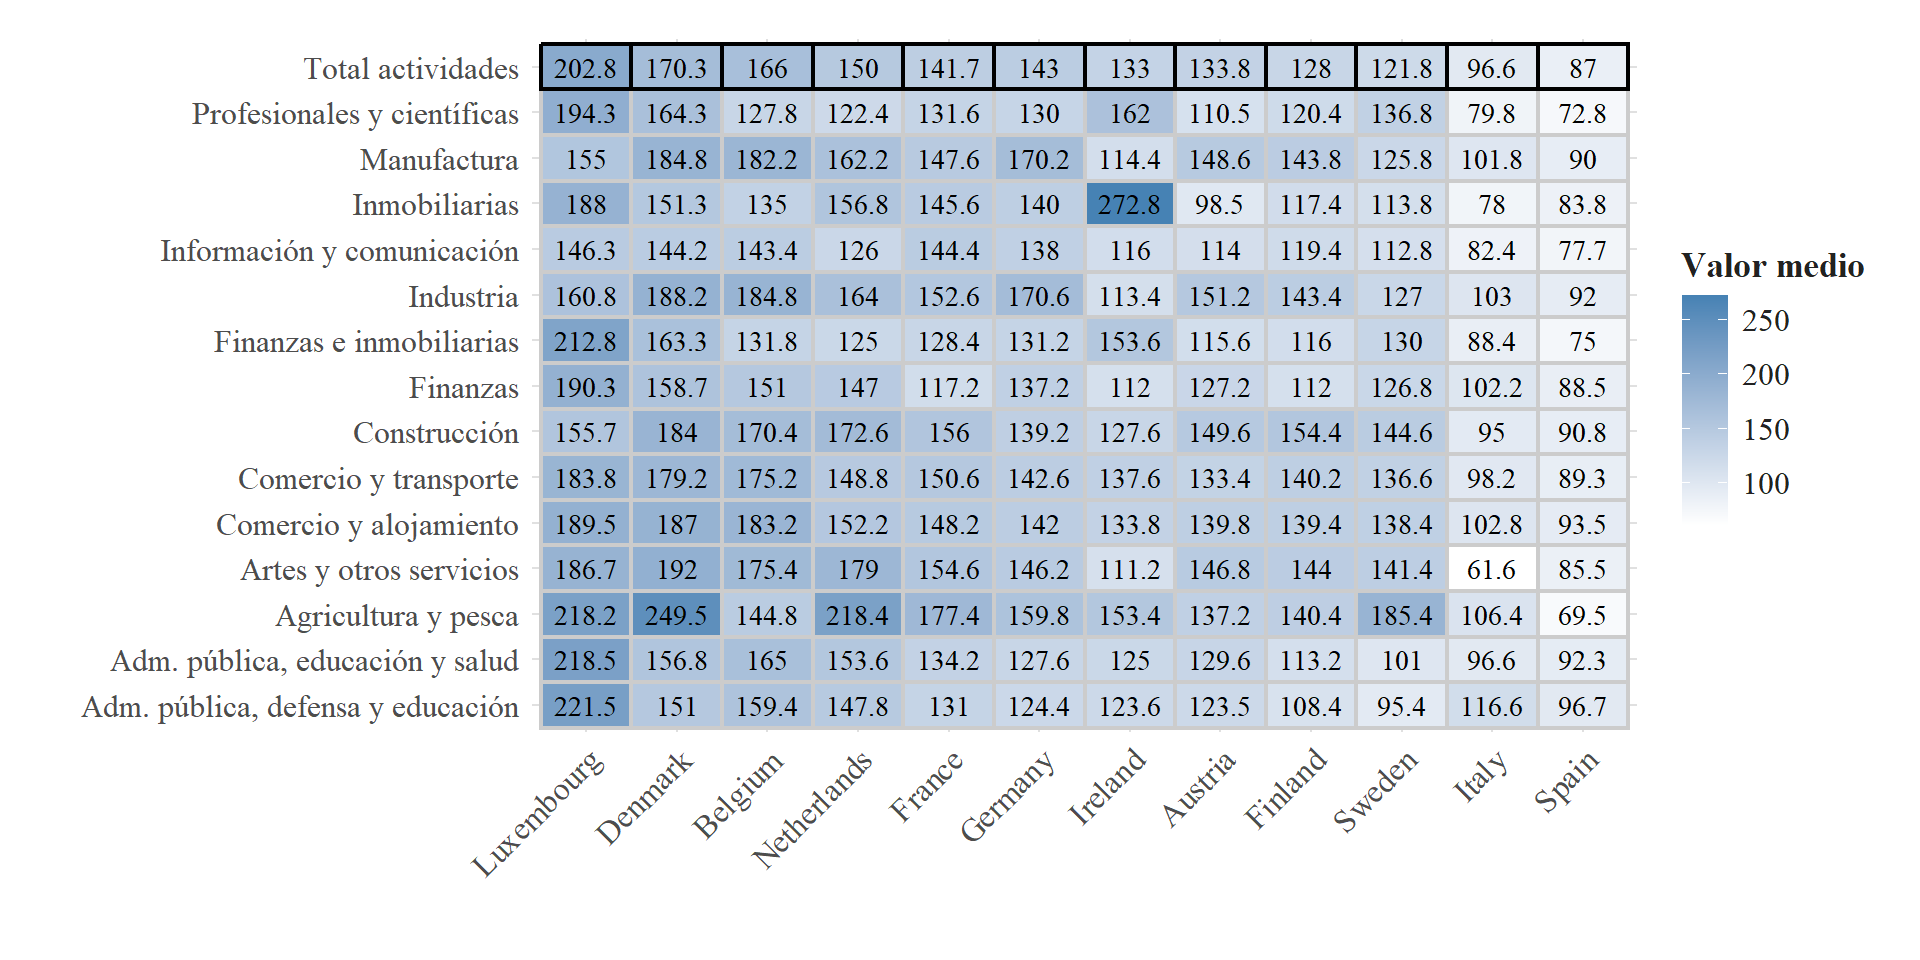 Total actividades 202.8 170.3 166 150 141.7 143 133 133.8 128 121.8 96.6 87
Profesionales y científicas 194.3 164.3 127.8 122.4 131.6 130 162 110.5 120.4 136.8 79.8 72.8
Manufactura 155 184.8 182.2 162.2 147.6 170.2 114.4 148.6 143.8 125.8 101.8 90
Inmobiliarias 188 151.3 135 156.8 145.6 140 272.8 98.5 117.4 113.8 78 83.8
Información y comunicación 146.3 144.2 143.4 126 144.4 138 116 114 119.4 112.8 82.4 77.7
Industria 160.8 188.2 184.8 164 152.6 170.6 113.4 151.2 143.4 127 103 92
Finanzas e inmobiliarias 212.8 163.3 131.8 125 128.4 131.2 153.6 115.6 116 130 88.4 75
Finanzas 190.3 158.7 151 147 117.2 137.2 112 127.2 112 126.8 102.2 88.5
Construcción 155.7 184 170.4 172.6 156 139.2 127.6 149.6 154.4 144.6 95 90.8
Comercio y transporte 183.8 179.2 175.2 148.8 150.6 142.6 137.6 133.4 140.2 136.6 98.2 89.3
Comercio y alojamiento 189.5 187 183.2 152.2 148.2 142 133.8 139.8 139.4 138.4 102.8 93.5
Artes y otros servicios 186.7 192 175.4 179 154.6 146.2 111.2 146.8 144 141.4 61.6 85.5
Agricultura y pesca 218.2 249.5 144.8 218.4 177.4 159.8 153.4 137.2 140.4 185.4 106.4 69.5
Adm. pública, educación y salud 218.5 156.8 165 153.6 134.2 127.6 125 129.6 113.2 101 96.6 92.3
Adm. pública, defensa y educación 221.5 151 159.4 147.8 131 124.4 123.6 123.5 108.4 95.4 116.6 96.7
Luxembourg Denmark Belgium Netherlands France Germany Ireland Austria Finland Sweden Italy Spain
Valor medio
250
200
150
100